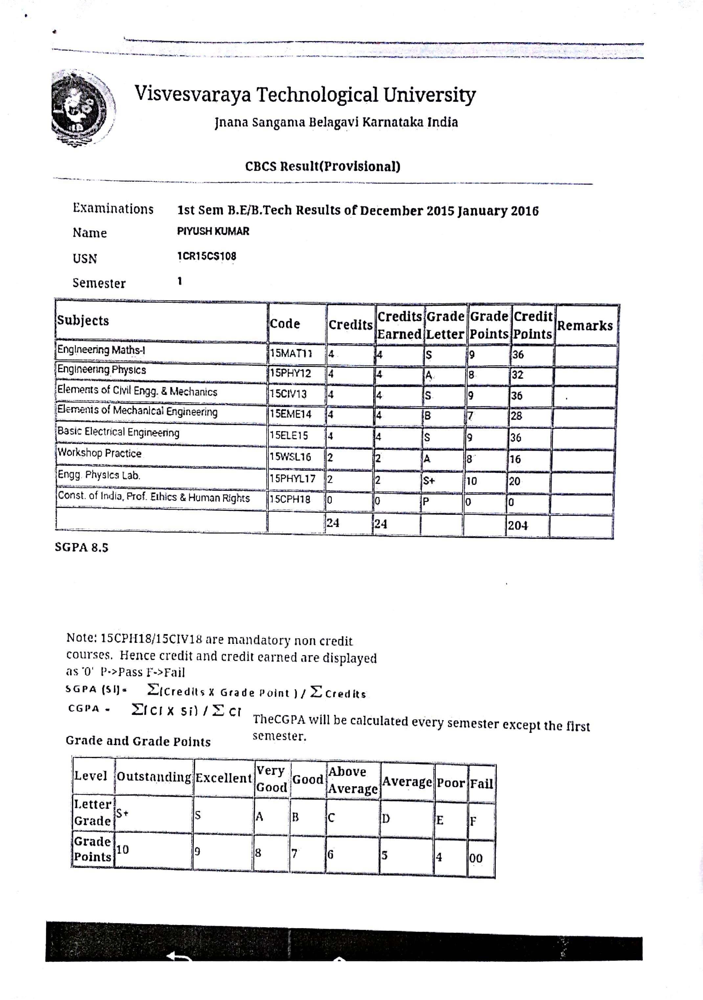 Visvesvaraya Technological University
Jnana Sangama Belagavi Karnataka India
CBCS Result(Provisional)
Examinations 1st Sem B.E/B.Tech Results of December 2015 January 2016
Name PIYUSH KUMAR
USN 1CR15CS108
Semester 1
Subjects Code Credits Credits Earned Grade Letter Grade Points Credit Points Remarks
Engineering Maths-I 15MAT11 4 4 S 9 36
Engineering Physics 15PHY12 4 4 A 8 32
Elements of Civil Engg. & Mechanics 15CIV13 4 4 S 9 36
Elements of Mechanical Engineering 15EME14 4 4 B 7 28
Basic Electrical Engineering 15ELE15 4 4 S 9 36
Workshop Practice 15WSL16 2 2 A 8 16
Engg. Physics Lab. 15PHYL17 2 2 S+ 10 20
Const. of India, Prof. Ethics & Human Rights 15CPH18 0 0 P 0 0
24 24 204
SGPA 8.5
Note: 15CPH18/15CIV18 are mandatory non credit
courses. Hence credit and credit earned are displayed
as '0' P->Pass F->Fail
SGPA (Si)= Σ(Credits X Grade Point ) / Σ Credits
CGPA = Σ(Ci X Si) / Σ Ci
TheCGPA will be calculated every semester except the first
semester.
Grade and Grade Points
Level Outstanding Excellent Very Good Good Above Average Average Poor Fail
Letter Grade S+ S A B C D E F
Grade Points 10 9 8 7 6 5 4 00